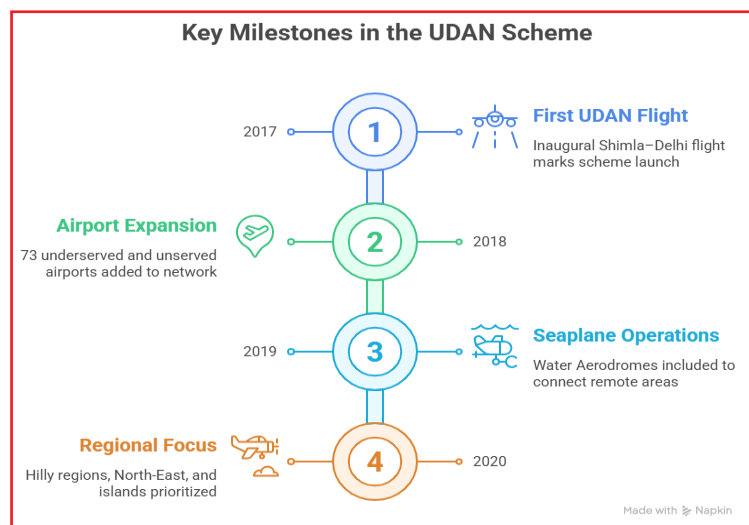 Key Milestones in the UDAN Scheme
2017
1
First UDAN Flight
Inaugural Shimla–Delhi flight
marks scheme launch
Airport Expansion
73 underserved and unserved
airports added to network
2
2018
2019
3
Seaplane Operations
Water Aerodromes included to
connect remote areas
Regional Focus
Hilly regions, North-East, and
islands prioritized
4
2020
Made with Napkin